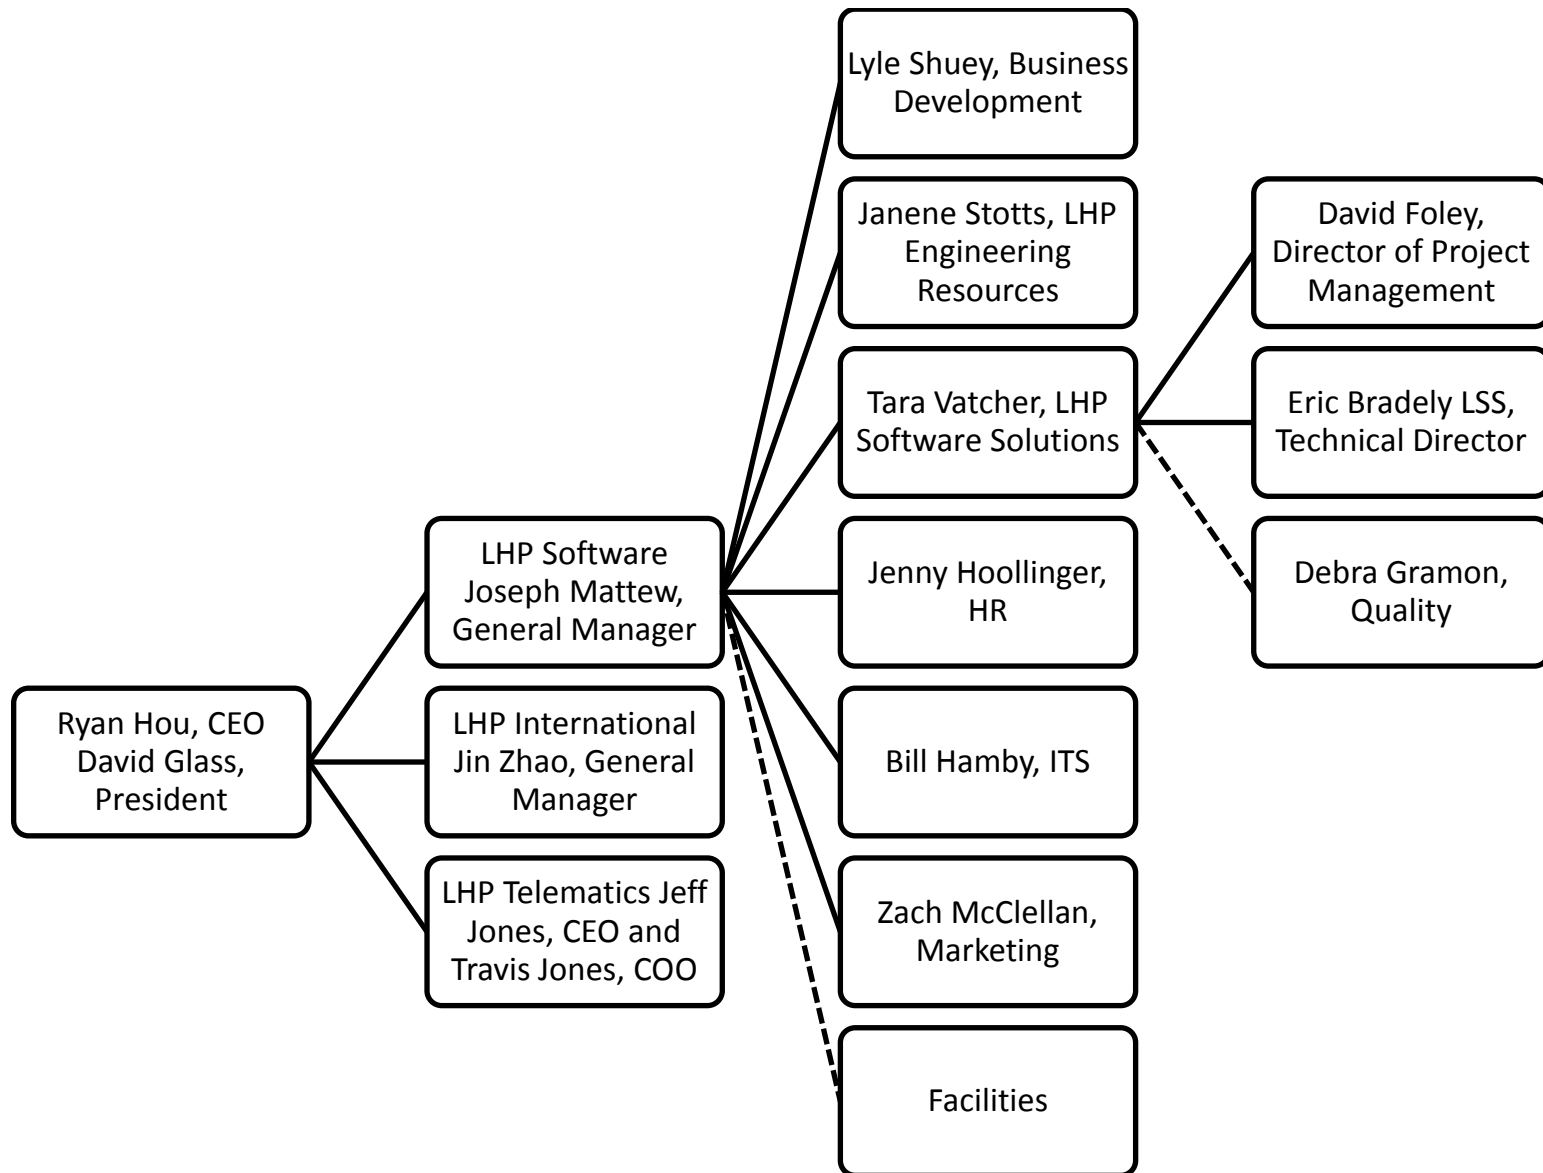 Ryan Hou, CEO
David Glass,
President
LHP Software
Joseph Mattew,
General Manager
LHP International
Jin Zhao, General
Manager
LHP Telematics Jeff
Jones, CEO and
Travis Jones, COO
Lyle Shuey, Business
Development
Janene Stotts, LHP
Engineering
Resources
Tara Vatcher, LHP
Software Solutions
Jenny Hoollinger,
HR
Bill Hamby, ITS
Zach McClellan,
Marketing
Facilities
David Foley,
Director of Project
Management
Eric Bradely LSS,
Technical Director
Debra Gramon,
Quality